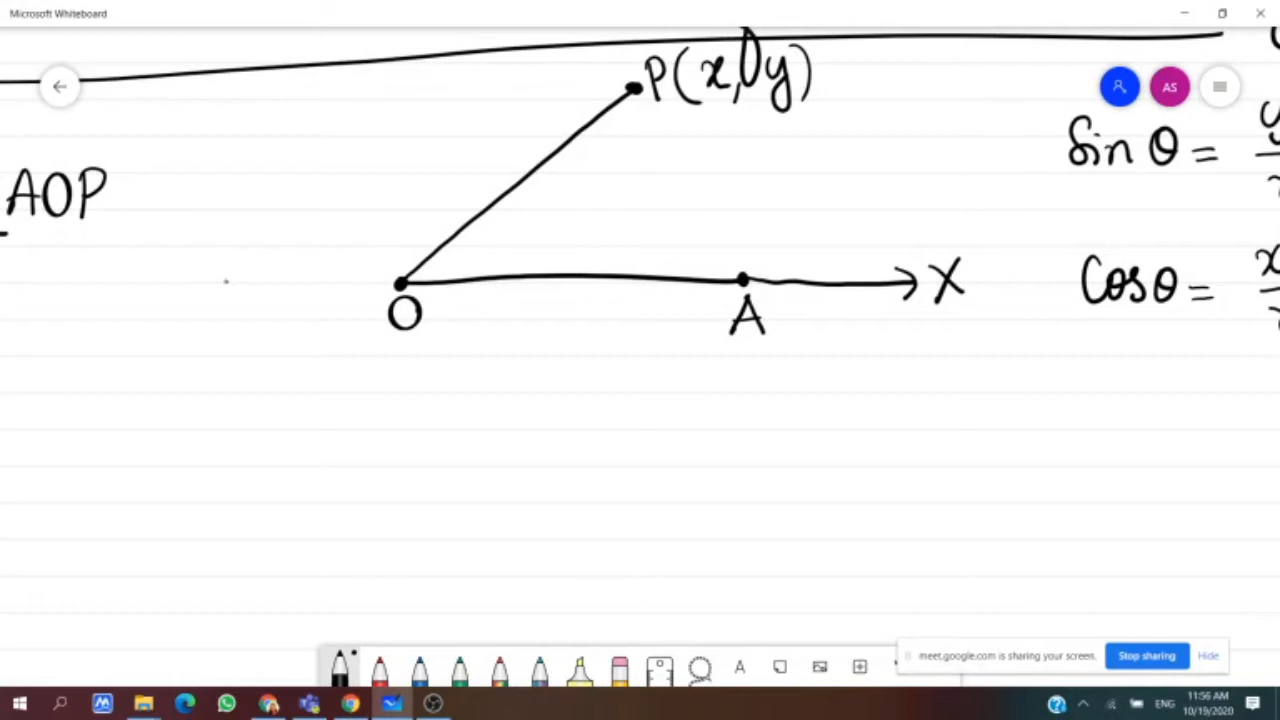 Microsoft Whiteboard
P(x, y)
AS
Sin θ =
AOP
Cos θ =
X
O
A
A
meet.google.com is sharing your screen.
Stop sharing
Hide
ENG
11:56 AM
10/19/2020